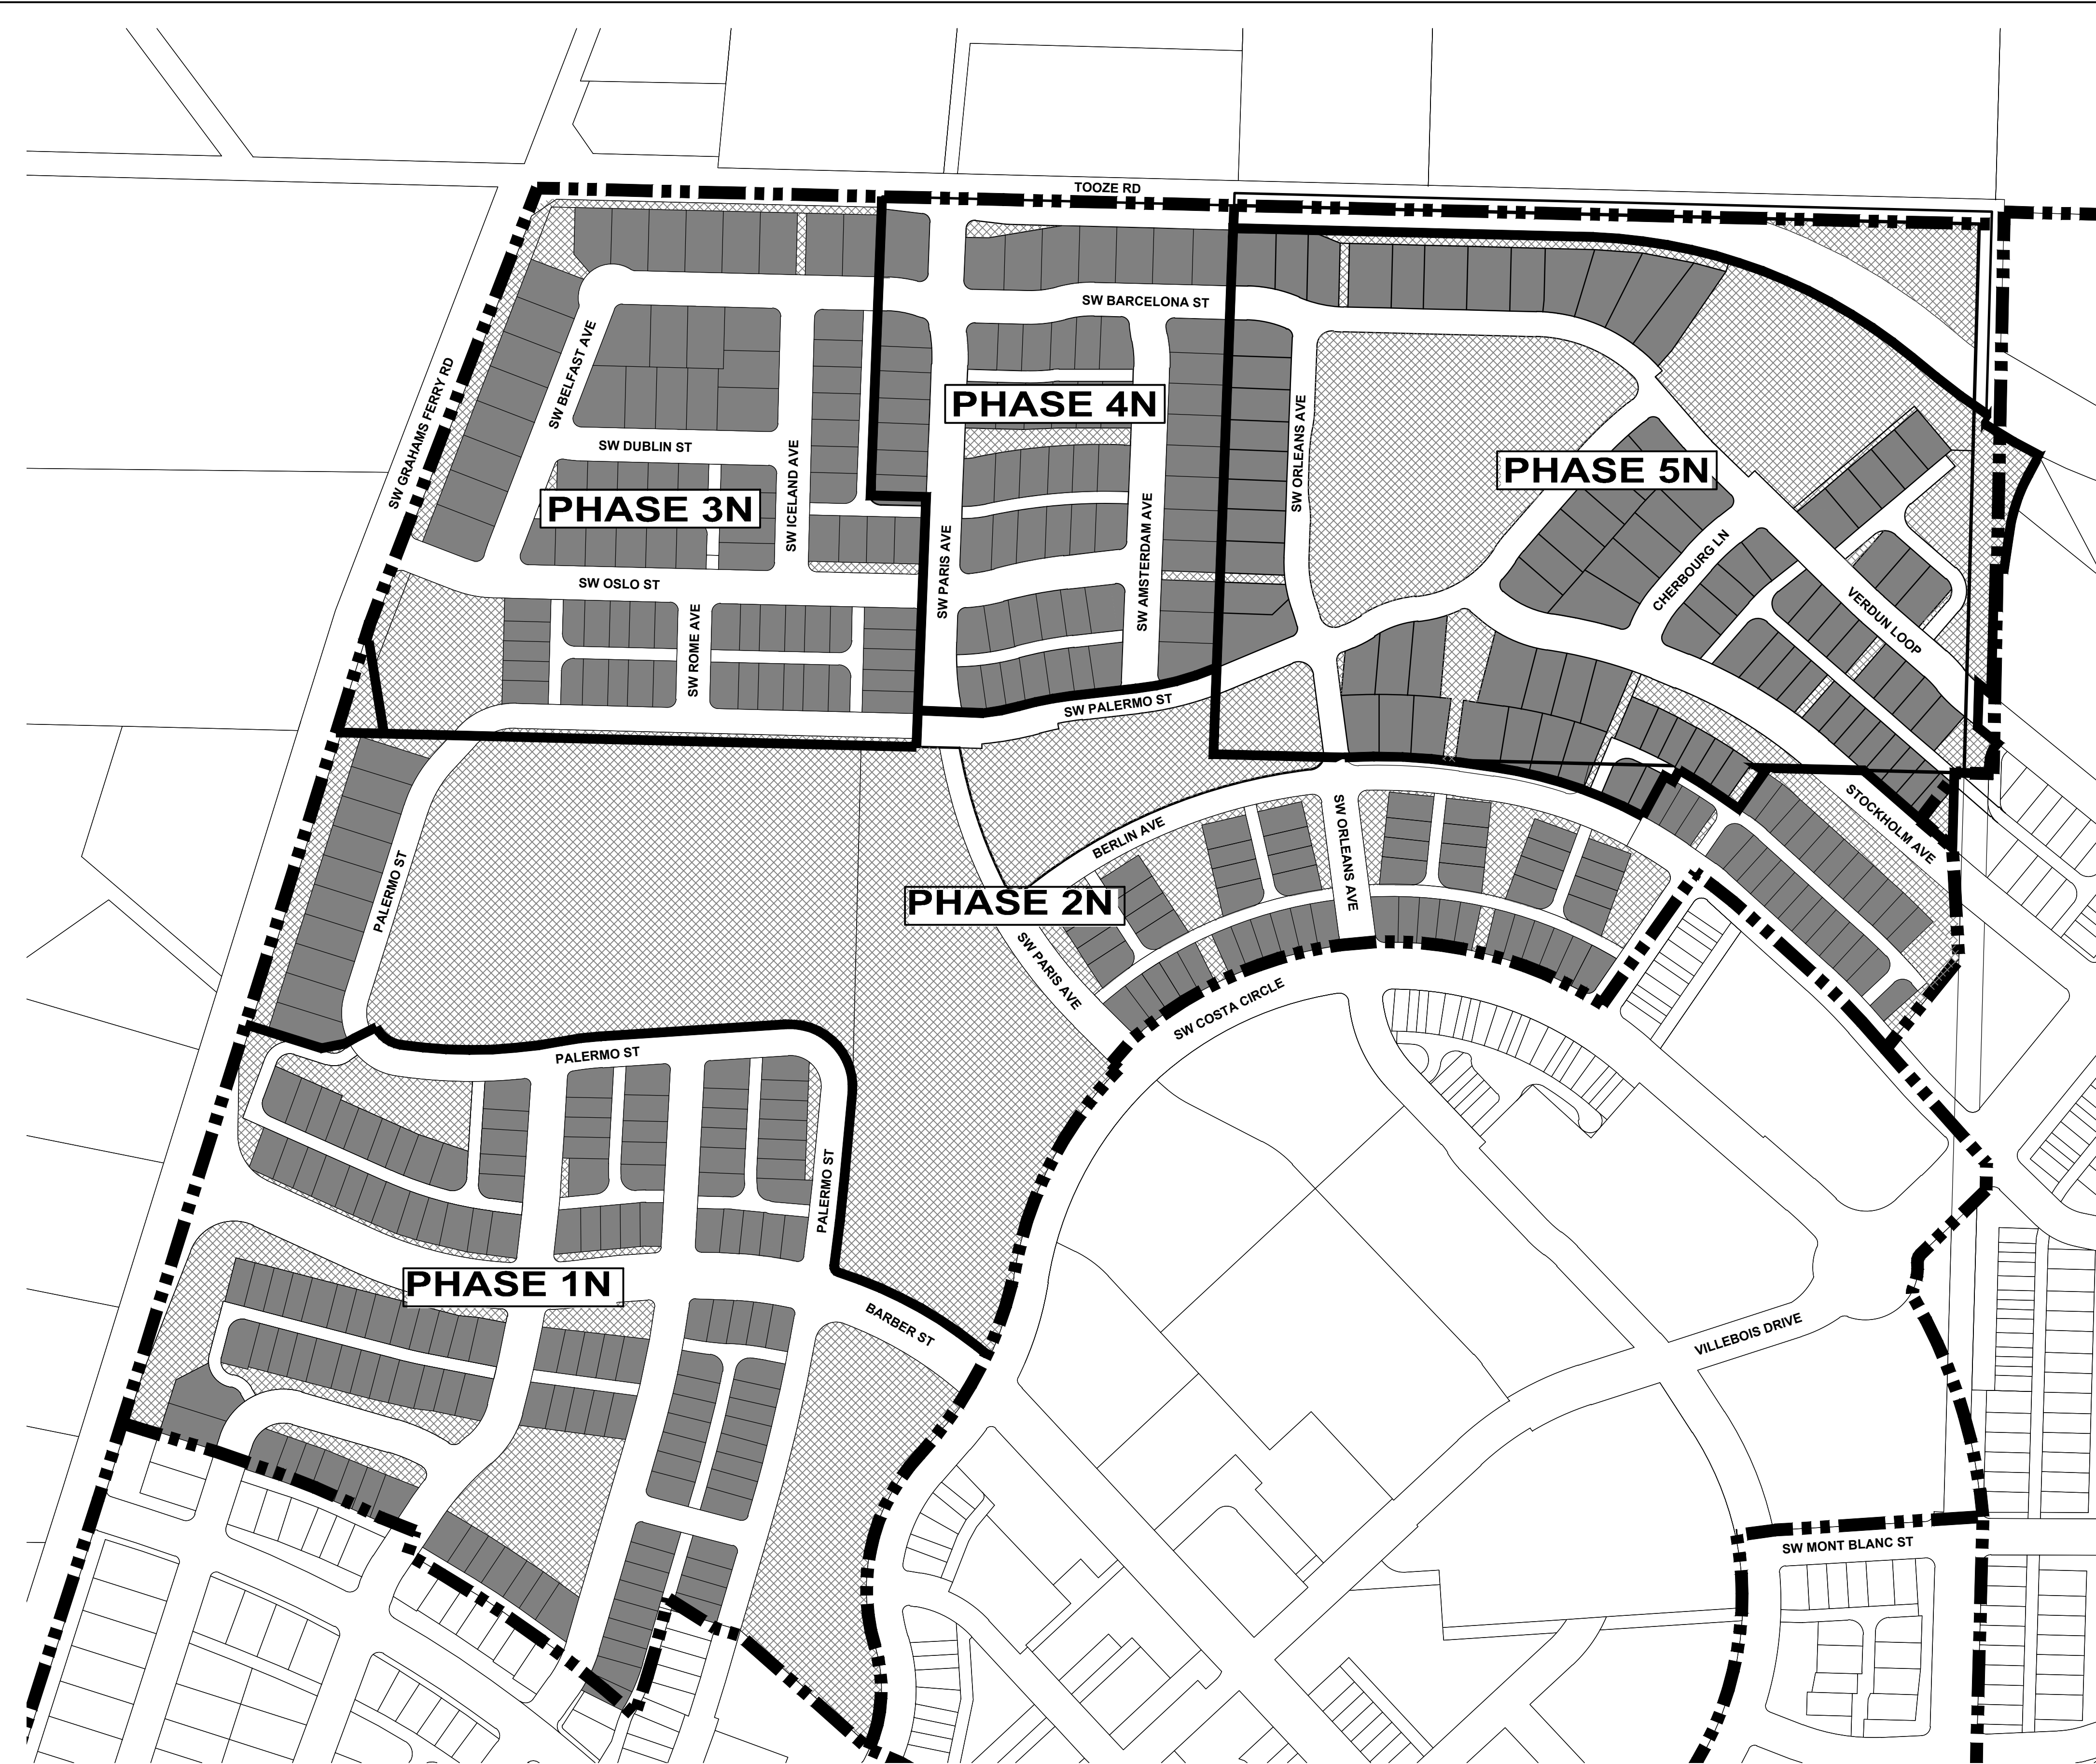 TOOZE RD
SW BARCELONA ST
SW BELFAST AVE
SW GRAHAMS FERRY RD
PHASE 4N
SW ORLEANS AVE
SW DUBLIN ST
SW ICELAND AVE
PHASE 5N
PHASE 3N
SW PARIS AVE
SW AMSTERDAM AVE
CHERBOURG LN
SW OSLO ST
VERDUN LOOP
SW ROME AVE
SW PALERMO ST
STOCKHOLM AVE
BERLIN AVE
SW ORLEANS AVE
PALERMO ST
PHASE 2N
SW PARIS AVE
SW COSTA CIRCLE
PALERMO ST
PALERMO ST
PHASE 1N
BARBER ST
VILLEBOIS DRIVE
SW MONT BLANC ST